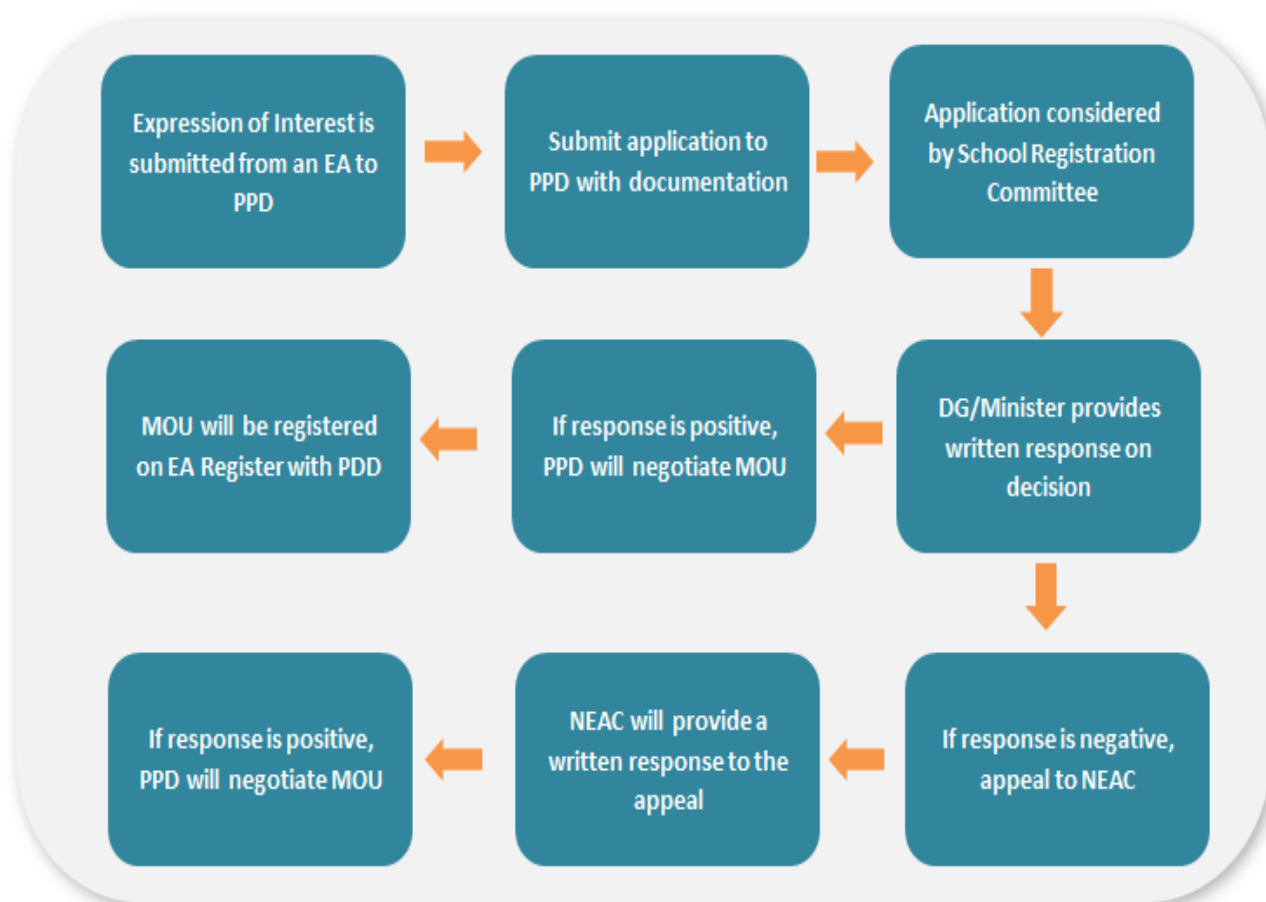 Expression of Interest is
submitted from an EA to
PPD
Submit application to
PPD with documentation
Application considered
by School Registration
Committee
DG/Minister provides
written response on
decision
If response is positive,
PPD will negotiate MOU
MOU will be registered
on EA Register with PDD
If response is negative,
appeal to NEAC
NEAC will provide a
written response to the
appeal
If response is positive,
PPD will negotiate MOU